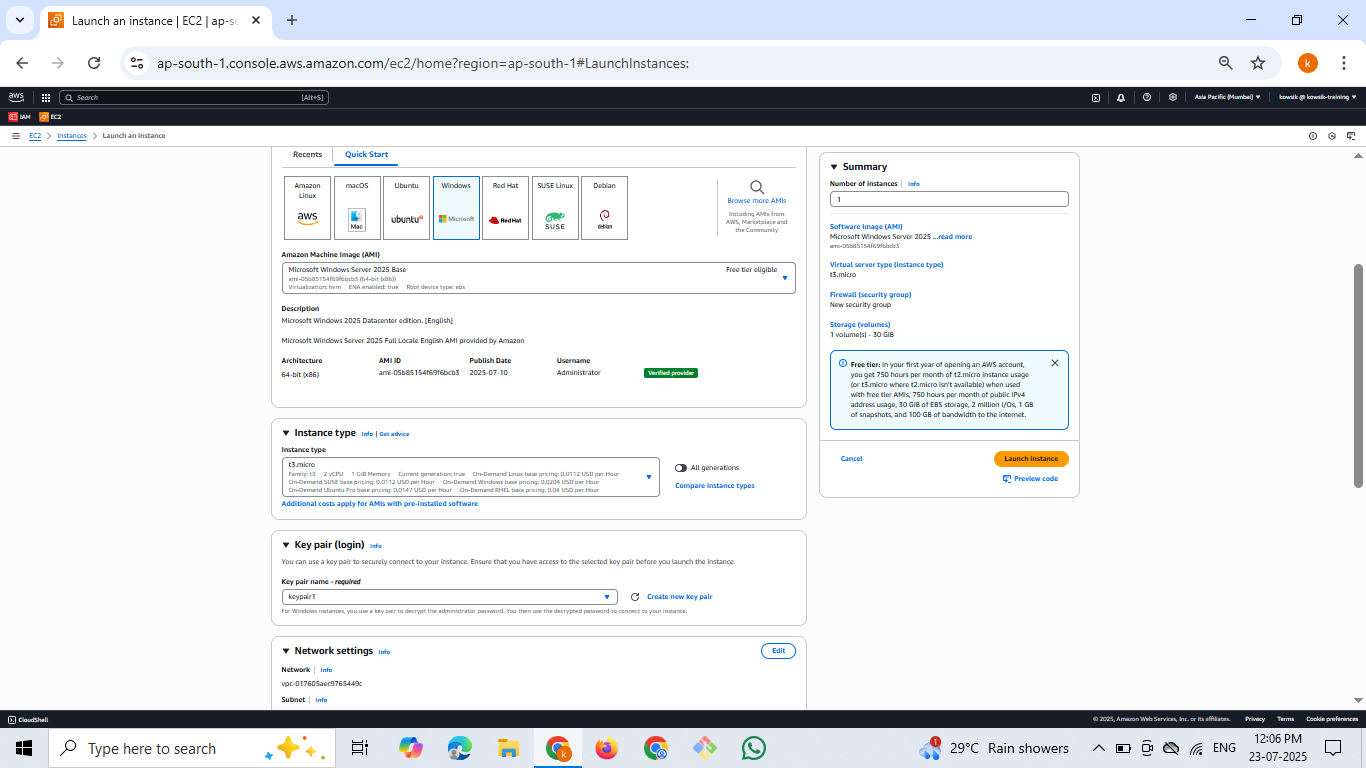 Launch an instance | EC2 | ap-sc
ap-south-1.console.aws.amazon.com/ec2/home?region=ap-south-1#LaunchInstances:
k
aws
Search [Alt+S]
Asia Pacific (Mumbai)
kowsik @ kowsik-training
IAM
EC2
EC2
Instances
Launch an instance
Recents
Quick Start
Amazon Linux
aws
macOS
Mac
Ubuntu
ubuntu
Windows
Microsoft
Red Hat
Red Hat
SUSE Linux
SUSE
Debian
debian
Browse more AMIs
Including AMIs from
AWS, Marketplace and
the Community
Amazon Machine Image (AMI)
Microsoft Windows Server 2025 Base
Free tier eligible
ami-05b85154f69f6bcb3 (64-bit (x86))
Virtualization: hvm ENA enabled: true Root device type: ebs
Description
Microsoft Windows 2025 Datacenter edition. [English]
Microsoft Windows Server 2025 Full Locale English AMI provided by Amazon
Architecture AMI ID Publish Date Username
64-bit (x86) ami-05b85154f69f6bcb3 2025-07-10 Administrator Verified provider
Instance type Info | Get advice
Instance type
t3.micro
Family: t3 2 vCPU 1 GiB Memory Current generation: true On-Demand Linux base pricing: 0.0112 USD per Hour
On-Demand SUSE base pricing: 0.0112 USD per Hour On-Demand Windows base pricing: 0.0204 USD per Hour
On-Demand Ubuntu Pro base pricing: 0.0147 USD per Hour On-Demand RHEL base pricing: 0.04 USD per Hour
All generations
Compare instance types
Additional costs apply for AMIs with pre-installed software
Key pair (login) Info
You can use a key pair to securely connect to your instance. Ensure that you have access to the selected key pair before you launch the instance.
Key pair name - required
keypair1
Create new key pair
For Windows instances, you use a key pair to decrypt the administrator password. You then use the decrypted password to connect to your instance.
Network settings Info
Edit
Network | Info
vpc-017605aec9765449c
Subnet | Info
Summary
Number of instances | Info
1
Software Image (AMI)
Microsoft Windows Server 2025 ...read more
ami-05b85154f69f6bcb3
Virtual server type (instance type)
t3.micro
Firewall (security group)
New security group
Storage (volumes)
1 volume(s) - 30 GiB
Free tier: In your first year of opening an AWS account,
you get 750 hours per month of t2.micro instance usage
(or t3.micro where t2.micro isn't available) when used
with free tier AMIs, 750 hours per month of public IPv4
address usage, 30 GiB of EBS storage, 2 million I/Os, 1 GB
of snapshots, and 100 GB of bandwidth to the internet.
Cancel
Launch instance
Preview code
CloudShell
© 2025, Amazon Web Services, Inc. or its affiliates. Privacy Terms Cookie preferences
Type here to search
k
1
29°C Rain showers
ENG
12:06 PM
23-07-2025